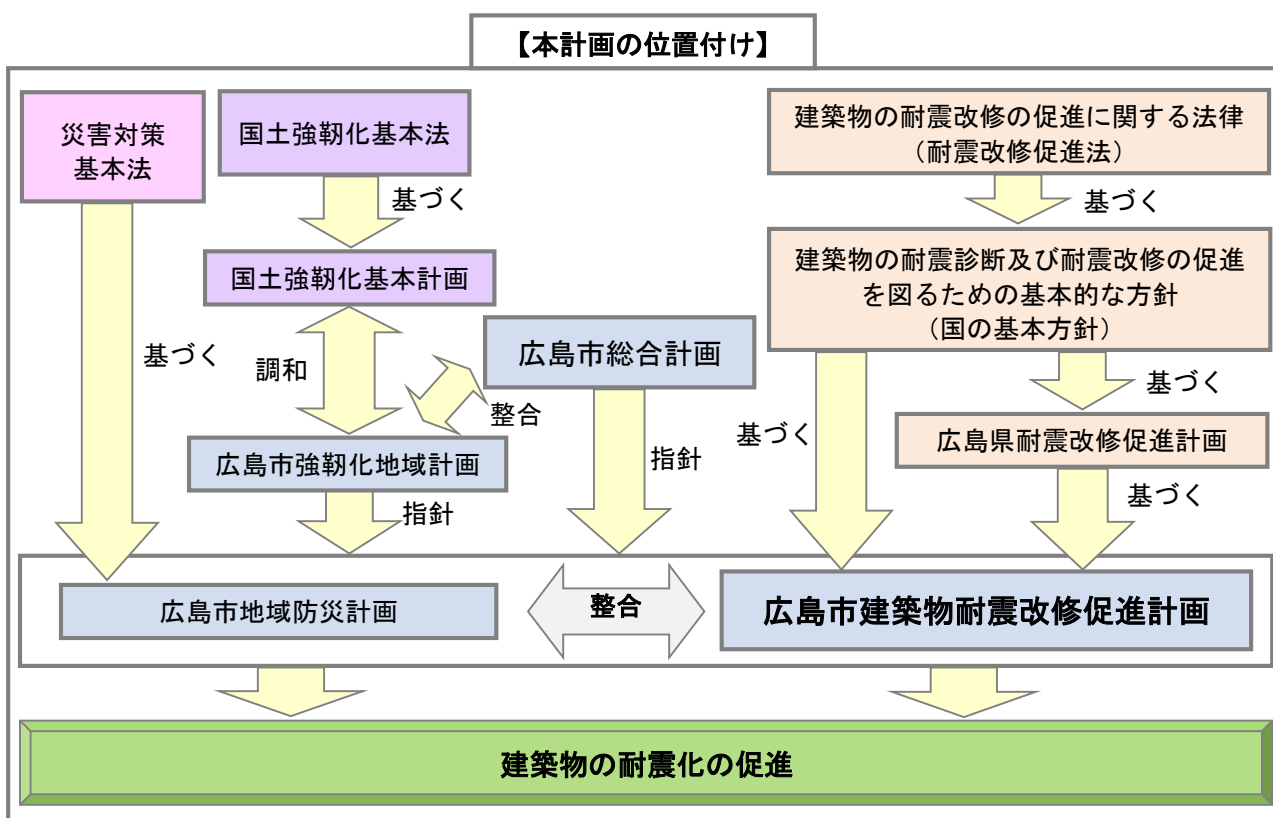 【本計画の位置付け】
災害対策
基本法
国土強靭化基本法
建築物の耐震改修の促進に関する法律
（耐震改修促進法）
基づく
基づく
国土強靭化基本計画
建築物の耐震診断及び耐震改修の促進
を図るための基本的な方針
（国の基本方針）
基づく
調和
整合
広島市総合計画
基づく
基づく
広島市強靭化地域計画
指針
広島県耐震改修促進計画
指針
基づく
広島市地域防災計画
整合
広島市建築物耐震改修促進計画
建築物の耐震化の促進